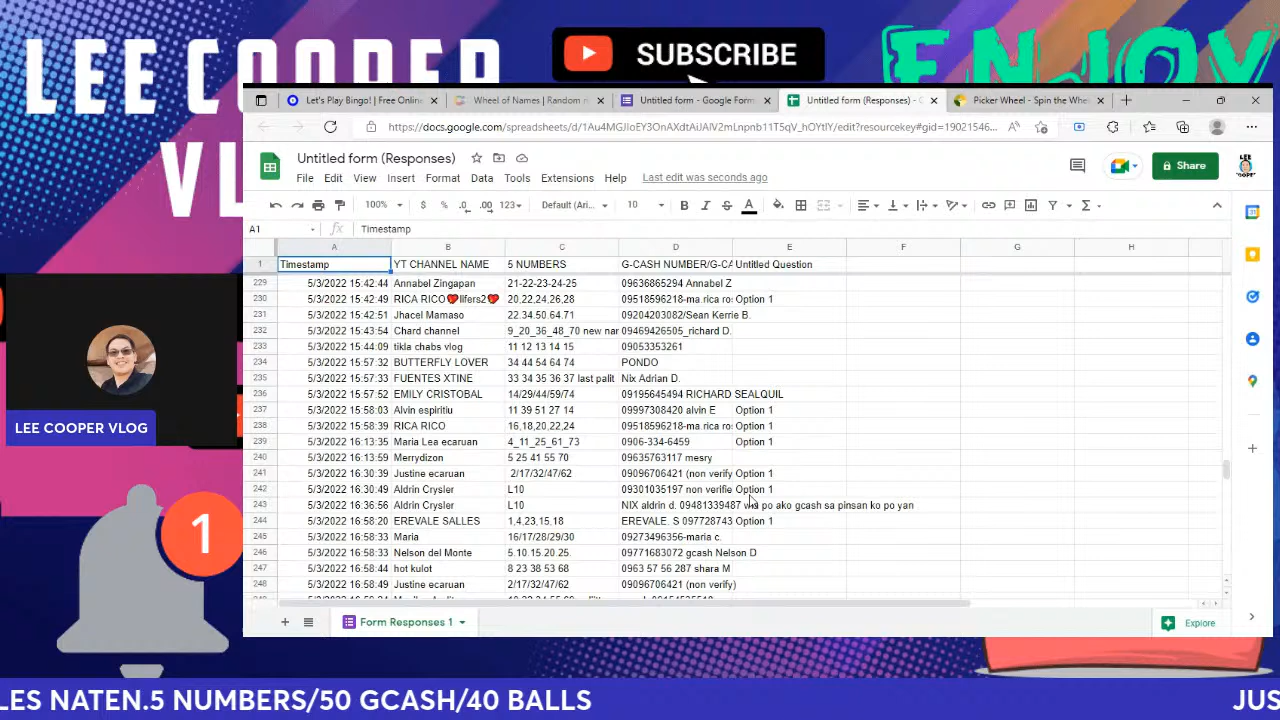 LEE COOPER
VL
ENJOY
SUBSCRIBE
Let's Play Bingo! | Free Online
Wheel of Names | Random n
Untitled form - Google Form
Untitled form (Responses) - G
Picker Wheel - Spin the Whe
Untitled form (Responses)
File Edit View Insert Format Data Tools Extensions Help Last edit was seconds ago
Share
100% $ % .0 .00 123 Default (Ari... 10 B I S A
A1 fx Timestamp
A B C D E F G H
1 Timestamp YT CHANNEL NAME 5 NUMBERS G-CASH NUMBER/G-CA Untitled Question
229 5/3/2022 15:42:44 Annabel Zingapan 21-22-23-24-25 09636865294 Annabel Z
230 5/3/2022 15:42:49 RICA RICO❤️lifers2❤️ 20,22,24,26,28 09518596218-ma.rica ro: Option 1
231 5/3/2022 15:42:51 Jhacel Mamaso 22.34.50 64.71 09204203082/Sean Kerrie B.
232 5/3/2022 15:43:54 Chard channel 9_20_36_48_70 new nar 09469426505_richard D.
233 5/3/2022 15:44:09 tikla chabs vlog 11 12 13 14 15 09053353261
234 5/3/2022 15:57:32 BUTTERFLY LOVER 34 44 54 64 74 PONDO
235 5/3/2022 15:57:33 FUENTES XTINE 33 34 35 36 37 last palit Nix Adrian D.
236 5/3/2022 15:57:52 EMILY CRISTOBAL 14/29/44/59/74 09195645494 RICHARD SEALQUIL
237 5/3/2022 15:58:03 Alvin espiritiu 11 39 51 27 14 09997308420 alvin E Option 1
238 5/3/2022 15:58:39 RICA RICO 16,18,20,22,24 09518596218-ma.rica ro: Option 1
239 5/3/2022 16:13:35 Maria Lea ecaruan 4_11_25_61_73 0906-334-6459 Option 1
240 5/3/2022 16:13:59 Merrydizon 5 25 41 55 70 09635763117 mesry
241 5/3/2022 16:30:39 Justine ecaruan 2/17/32/47/62 09096706421 (non verify Option 1
242 5/3/2022 16:30:49 Aldrin Crysler L10 09301035197 non verifie Option 1
243 5/3/2022 16:36:56 Aldrin Crysler L10 NIX aldrin d. 09481339487 wla po ako gcash sa pinsan ko po yan
244 5/3/2022 16:58:20 EREVALE SALLES 1,4,23,15,18 EREVALE. S 097728743 Option 1
245 5/3/2022 16:58:33 Maria 16/17/28/29/30 09273496356-maria c.
246 5/3/2022 16:58:33 Nelson del Monte 5.10.15.20.25. 09771683072 gcash Nelson D
247 5/3/2022 16:58:44 hot kulot 8 23 38 53 68 0963 57 56 287 shara M
248 5/3/2022 16:58:49 Justine ecaruan 2/17/32/47/62 09096706421 (non verify)
Form Responses 1
Explore
LEE COOPER VLOG
1
LES NATEN.5 NUMBERS/50 GCASH/40 BALLS
JUS